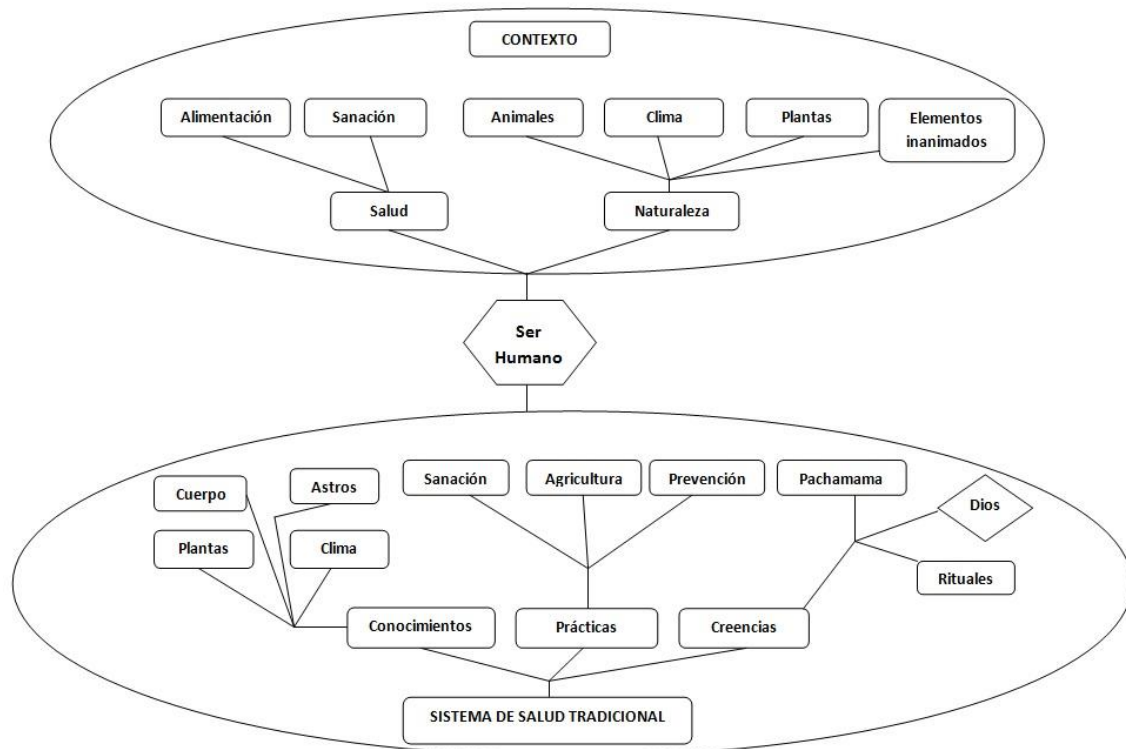 CONTEXTO
Alimentación
Sanación
Animales
Clima
Plantas
Elementos
inanimados
Salud
Naturaleza
Ser
Humano
Cuerpo
Astros
Sanación
Agricultura
Prevención
Pachamama
Dios
Plantas
Clima
Rituales
Conocimientos
Prácticas
Creencias
SISTEMA DE SALUD TRADICIONAL